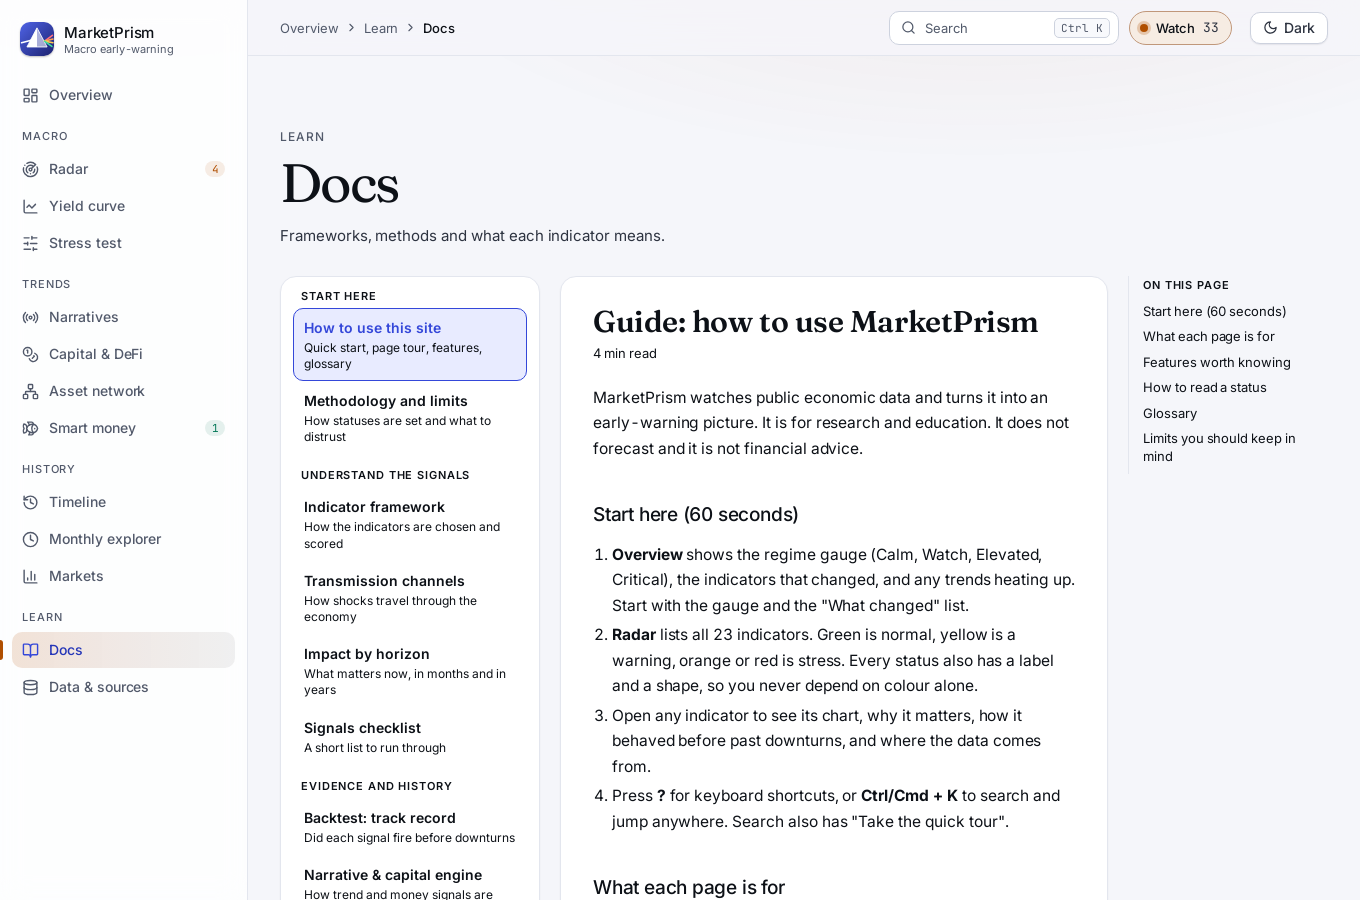 MarketPrism
Macro early-warning
Overview
MACRO
Radar 4
Yield curve
Stress test
TRENDS
Narratives
Capital & DeFi
Asset network
Smart money 1
HISTORY
Timeline
Monthly explorer
Markets
LEARN
Docs
Data & sources
Overview > Learn > Docs
Search Ctrl K
Watch 33
Dark
LEARN
Docs
Frameworks, methods and what each indicator means.
START HERE
How to use this site
Quick start, page tour, features,
glossary
Methodology and limits
How statuses are set and what to
distrust
UNDERSTAND THE SIGNALS
Indicator framework
How the indicators are chosen and
scored
Transmission channels
How shocks travel through the
economy
Impact by horizon
What matters now, in months and in
years
Signals checklist
A short list to run through
EVIDENCE AND HISTORY
Backtest: track record
Did each signal fire before downturns
Narrative & capital engine
How trend and money signals are
Guide: how to use MarketPrism
4 min read
MarketPrism watches public economic data and turns it into an
early-warning picture. It is for research and education. It does not
forecast and it is not financial advice.
Start here (60 seconds)
1. Overview shows the regime gauge (Calm, Watch, Elevated,
Critical), the indicators that changed, and any trends heating up.
Start with the gauge and the "What changed" list.
2. Radar lists all 23 indicators. Green is normal, yellow is a
warning, orange or red is stress. Every status also has a label
and a shape, so you never depend on colour alone.
3. Open any indicator to see its chart, why it matters, how it
behaved before past downturns, and where the data comes
from.
4. Press ? for keyboard shortcuts, or Ctrl/Cmd + K to search and
jump anywhere. Search also has "Take the quick tour".
What each page is for
ON THIS PAGE
Start here (60 seconds)
What each page is for
Features worth knowing
How to read a status
Glossary
Limits you should keep in
mind